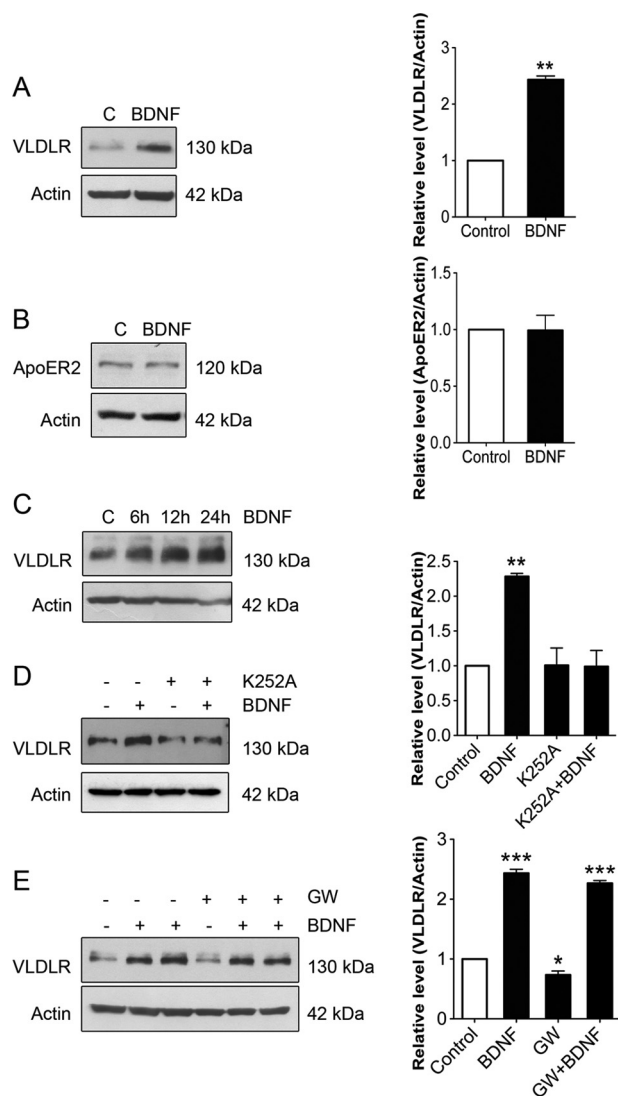 A
C BDNF
VLDLR 130 kDa
Actin 42 kDa
Relative level (VLDLR/Actin)
3
**
2
1
0
Control BDNF
B
C BDNF
ApoER2 120 kDa
Actin 42 kDa
Relative level (ApoER2/Actin)
1.5
1.0
0.5
0.0
Control BDNF
C
C 6h 12h 24h BDNF
VLDLR 130 kDa
Actin 42 kDa
D
- - + + K252A
- + - + BDNF
VLDLR 130 kDa
Actin 42 kDa
Relative level (VLDLR/Actin)
2.5
**
2.0
1.5
1.0
0.5
0.0
Control BDNF K252A K252A+BDNF
E
- - - + + + GW
- + + - + + BDNF
VLDLR 130 kDa
Actin 42 kDa
Relative level (VLDLR/Actin)
3
*** ***
2
1
*
0
Control BDNF GW GW+BDNF